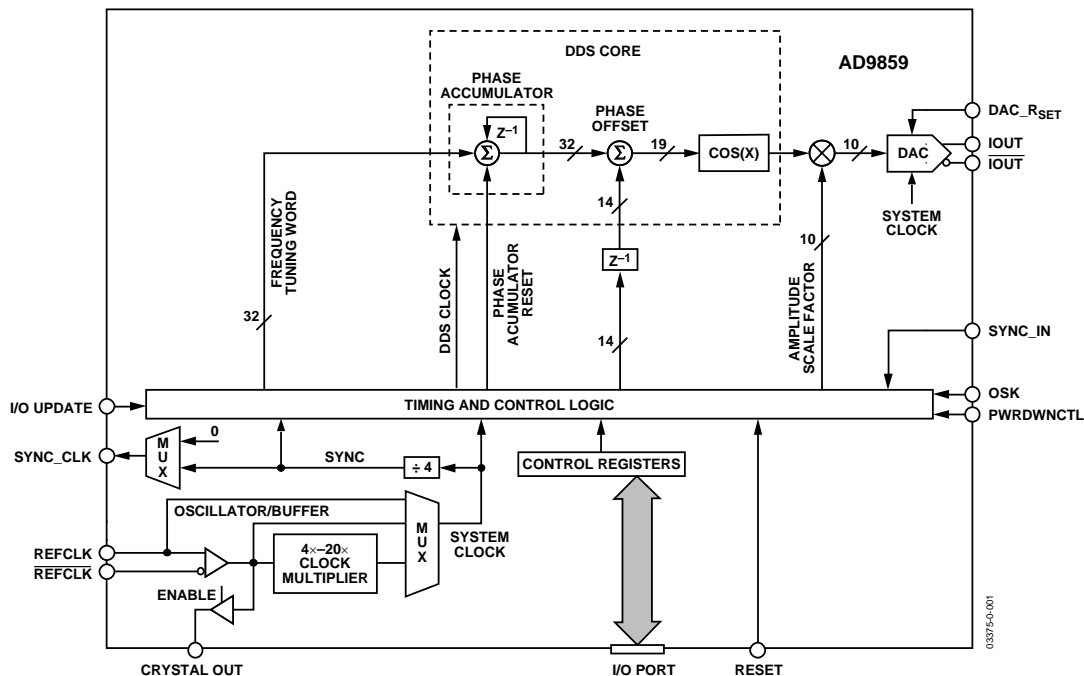 DDS CORE
AD9859
PHASE
ACCUMULATOR
Z–1
Σ
32
PHASE
OFFSET
Σ
19
COS(X)
10
DAC
DAC_RSET
IOUT
IOUT
SYSTEM
CLOCK
14
Z–1
14
10
FREQUENCY
TUNING WORD
32
DDS CLOCK
PHASE
ACUMULATOR
RESET
AMPLITUDE
SCALE FACTOR
SYNC_IN
I/O UPDATE
TIMING AND CONTROL LOGIC
OSK
PWRDWNCTL
SYNC_CLK
MUX
0
SYNC
÷ 4
CONTROL REGISTERS
OSCILLATOR/BUFFER
MUX
SYSTEM
CLOCK
REFCLK
REFCLK
4×–20×
CLOCK
MULTIPLIER
ENABLE
CRYSTAL OUT
I/O PORT
RESET
03375-0-001